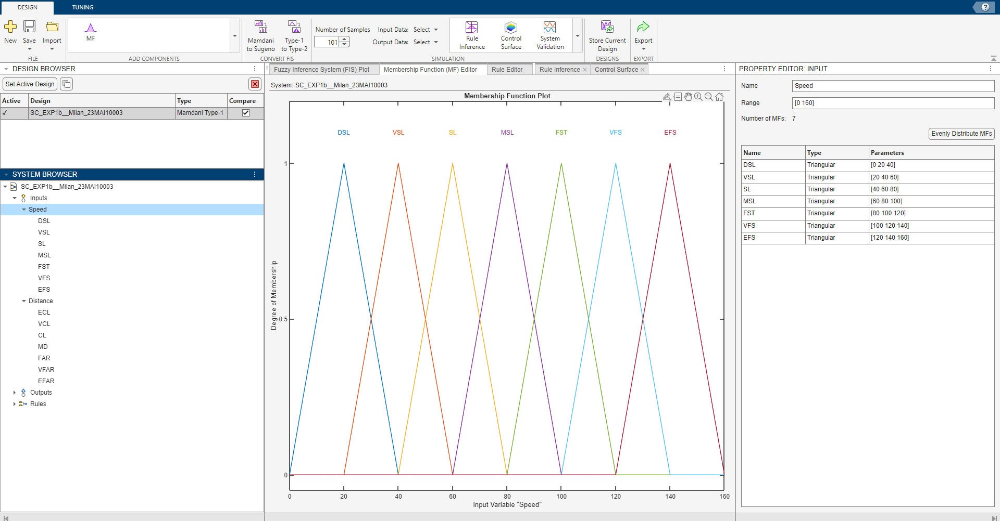 DESIGN
TUNING
?
New
Save
Import
FILE
MF
ADD COMPONENTS
Mamdani
to Sugeno
Type-1
to Type-2
CONVERT FIS
Number of Samples
101
Input Data: Select
Output Data: Select
Rule
Inference
Control
Surface
System
Validation
SIMULATION
Store Current
Design
DESIGNS
Export
EXPORT
DESIGN BROWSER
Set Active Design
Active Design Type Compare
✓ SC_EXP1b__Milan_23MAI10003 Mamdani Type-1
SYSTEM BROWSER
SC_EXP1b__Milan_23MAI10003
Inputs
Speed
DSL
VSL
SL
MSL
FST
VFS
EFS
Distance
ECL
VCL
CL
MD
FAR
VFAR
EFAR
Outputs
Rules
Fuzzy Inference System (FIS) Plot
Membership Function (MF) Editor
Rule Editor
Rule Inference
Control Surface
System: SC_EXP1b__Milan_23MAI10003
Membership Function Plot
DSL VSL SL MSL FST VFS EFS
1
0.5
0
Degree of Membership
0 20 40 60 80 100 120 140 160
Input Variable "Speed"
PROPERTY EDITOR: INPUT
Name Speed
Range [0 160]
Number of MFs: 7
Evenly Distribute MFs
Name Type Parameters
DSL Triangular [0 20 40]
VSL Triangular [20 40 60]
SL Triangular [40 60 80]
MSL Triangular [60 80 100]
FST Triangular [80 100 120]
VFS Triangular [100 120 140]
EFS Triangular [120 140 160]